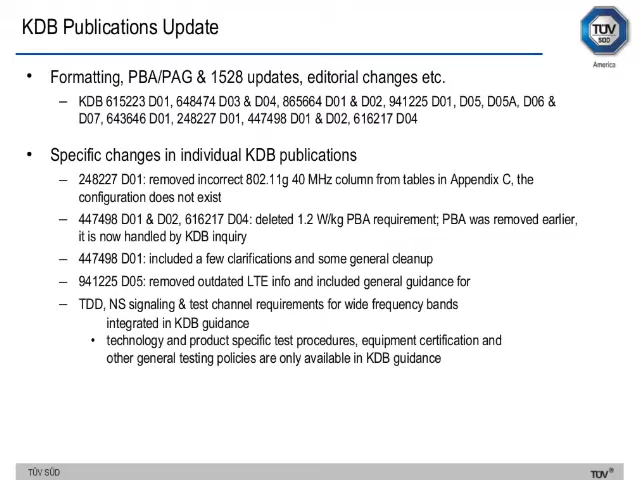 KDB Publications Update
TÜV
SÜD
America
• Formatting, PBA/PAG & 1528 updates, editorial changes etc.
– KDB 615223 D01, 648474 D03 & D04, 865664 D01 & D02, 941225 D01, D05, D05A, D06 &
D07, 643646 D01, 248227 D01, 447498 D01 & D02, 616217 D04
• Specific changes in individual KDB publications
– 248227 D01: removed incorrect 802.11g 40 MHz column from tables in Appendix C, the
configuration does not exist
– 447498 D01 & D02, 616217 D04: deleted 1.2 W/kg PBA requirement; PBA was removed earlier,
it is now handled by KDB inquiry
– 447498 D01: included a few clarifications and some general cleanup
– 941225 D05: removed outdated LTE info and included general guidance for
– TDD, NS signaling & test channel requirements for wide frequency bands
integrated in KDB guidance
• technology and product specific test procedures, equipment certification and
other general testing policies are only available in KDB guidance
TÜV SÜD
TÜV®